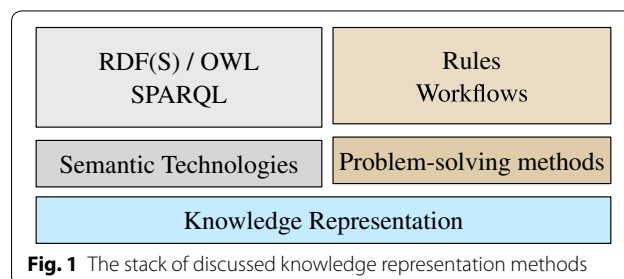 RDF(S) / OWL
SPARQL
Rules
Workflows
Semantic Technologies
Problem-solving methods
Knowledge Representation
Fig. 1 The stack of discussed knowledge representation methods